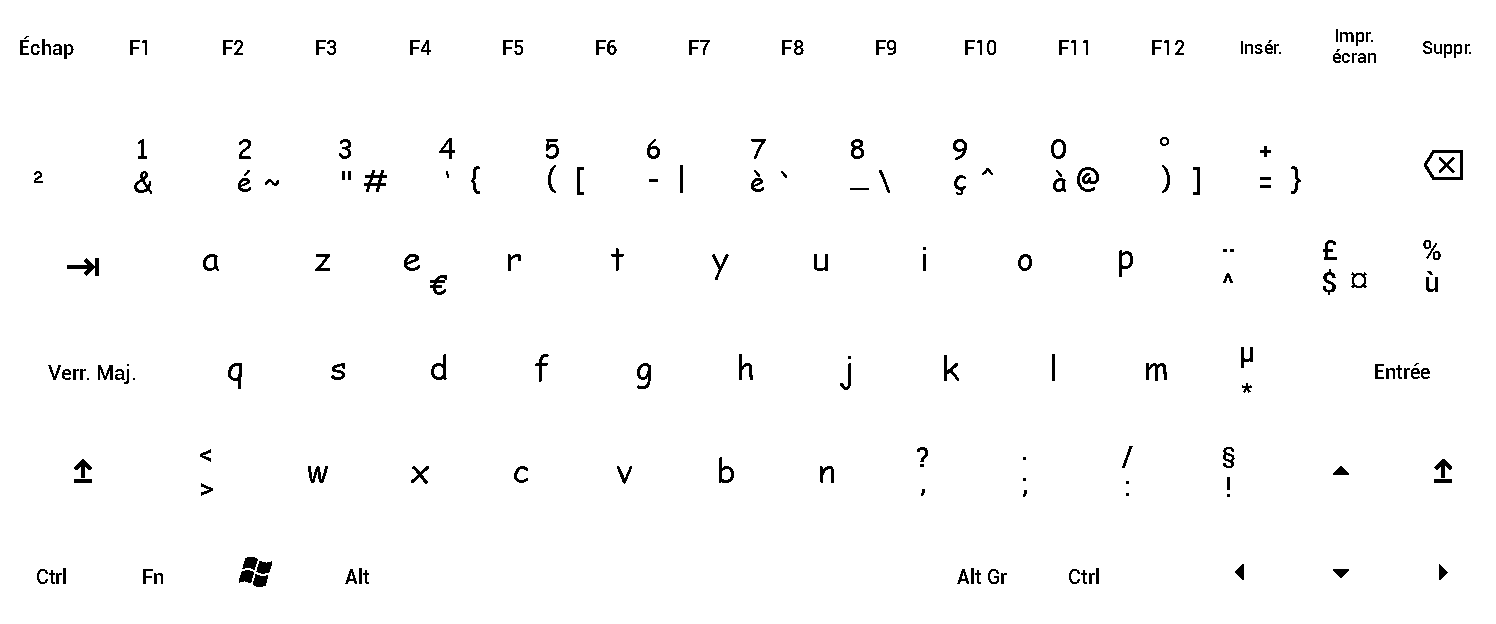 Échap F1 F2 F3 F4 F5 F6 F7 F8 F9 F10 F11 F12 Insér. Impr. écran Suppr.
1 2 3 4 5 6 7 8 9 0 ° +
² & é ~ " # ' { ( [ - | è ` _ \ ç ^ à @ ) ] = }
a z e r t y u i o p ¨ £ %
€ ^ $ ¤ ù
Verr. Maj. q s d f g h j k l m µ Entrée
*
< ? . / §
w x c v b n
> , ; : !
Ctrl Fn Alt Alt Gr Ctrl